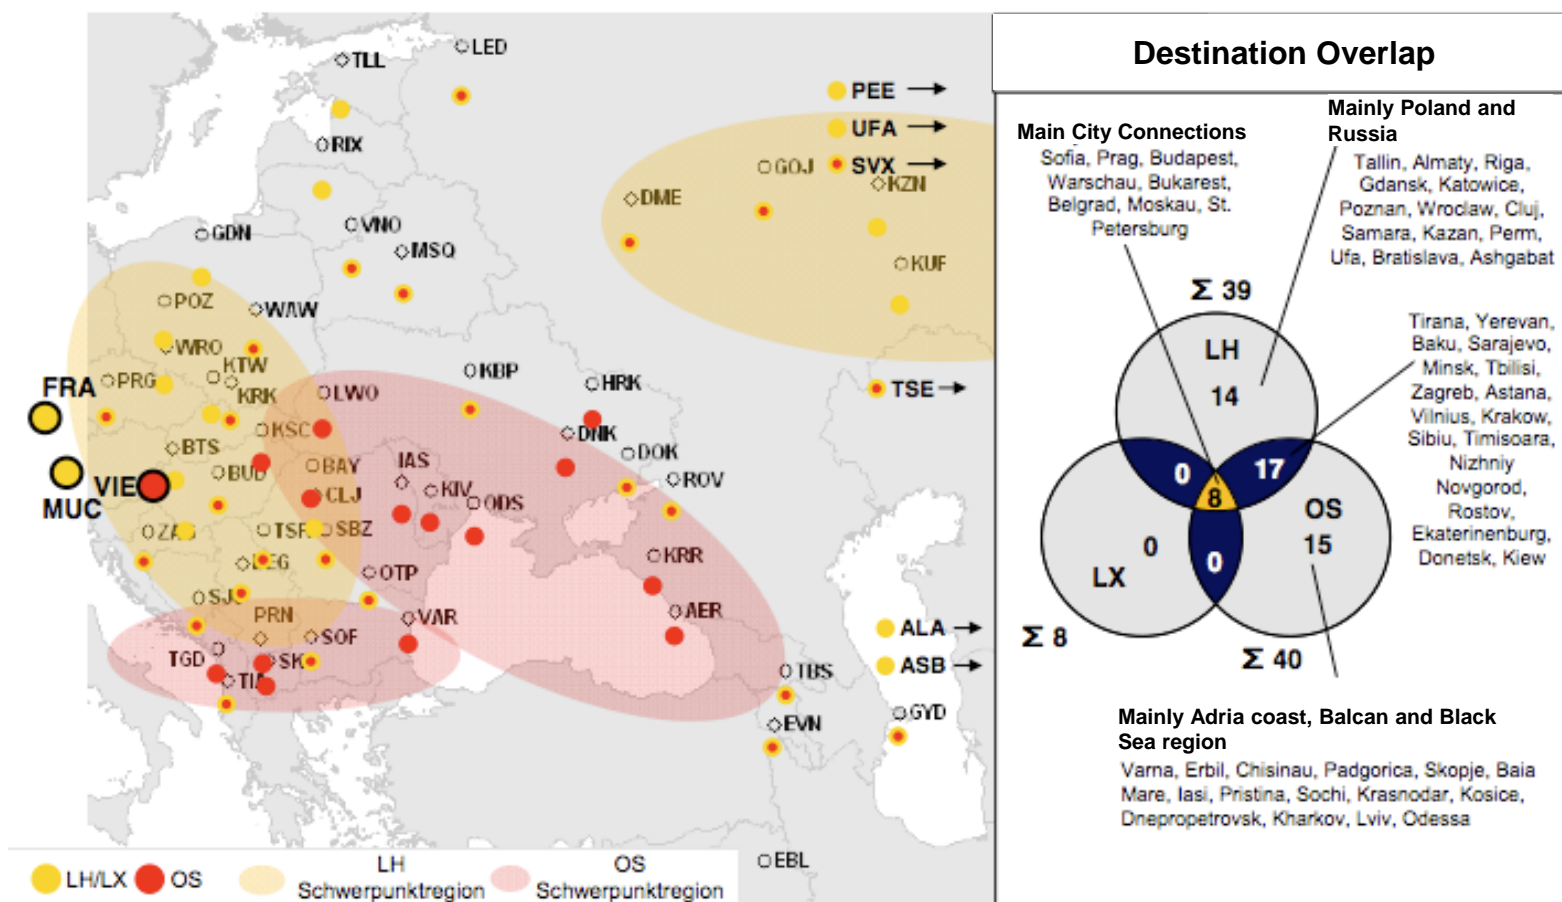 TLL
LED
RIX
PEE
UFA
SVX
GOJ
KZN
DME
KUF
GDN
VNO
MSQ
POZ
WAW
WRO
KTW
PRG
KRK
FRA
LWO
KBP
HRK
TSE
KSC
DNK
BTS
BUD
BAY
IAS
DOK
ROV
MUC
VIE
CLJ
KIV
ODS
TSR
SBZ
OTP
KRR
PRN
AER
VAR
SOF
TGD
ALA
ASB
TBS
EVN
GYD
EBL
LH/LX
OS
LH
Schwerpunktregion
OS
Schwerpunktregion
Destination Overlap
Main City Connections
Sofia, Prag, Budapest,
Warschau, Bukarest,
Belgrad, Moskau, St.
Petersburg
Mainly Poland and
Russia
Tallin, Almaty, Riga,
Gdansk, Katowice,
Poznan, Wroclaw, Cluj,
Samara, Kazan, Perm,
Ufa, Bratislava, Ashgabat
Σ 39
LH
14
Tirana, Yerevan,
Baku, Sarajevo,
Minsk, Tbilisi,
Zagreb, Astana,
Vilnius, Krakow,
Sibiu, Timisoara,
Nizhniy
Novgorod,
Rostov,
Ekaterinenburg,
Donetsk, Kiew
0
17
8
OS
15
0
LX
0
Σ 8
Σ 40
Mainly Adria coast, Balcan and Black
Sea region
Varna, Erbil, Chisinau, Padgorica, Skopje, Baia
Mare, Iasi, Pristina, Sochi, Krasnodar, Kosice,
Dnepropetrovsk, Kharkov, Lviv, Odessa